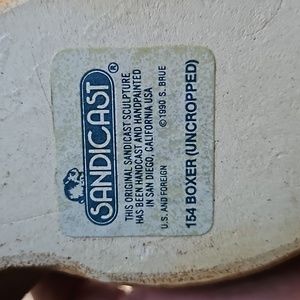 SANDICAST®
THIS ORIGINAL SANDICAST SCULPTURE
HAS BEEN HANDCAST AND HANDPAINTED
IN SAN DIEGO, CALIFORNIA USA
©1990 S. BRUE
U.S. AND FOREIGN
154 BOXER (UNCROPPED)